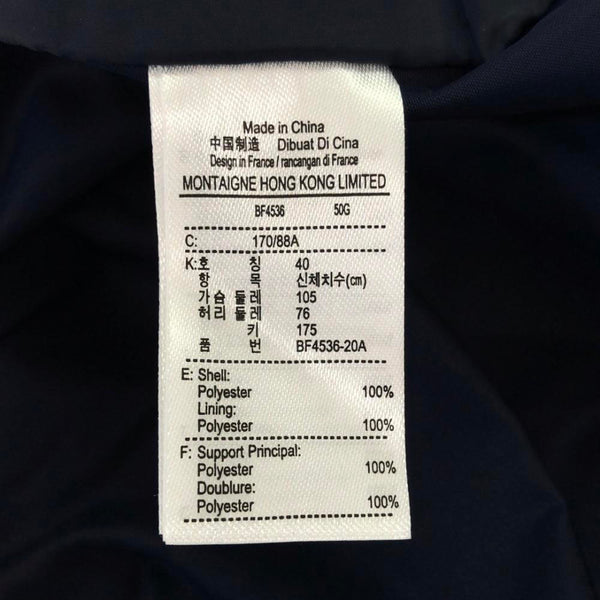 Made in China
中国制造 Dibuat Di Cina
Design in France / rancangan di France
MONTAIGNE HONG KONG LIMITED
BF4536 50G
C: 170/88A
K:호 칭 40
항 목 신체치수(㎝)
가슴 둘레 105
허리 둘레 76
키 175
품 번 BF4536-20A
E: Shell:
Polyester 100%
Lining:
Polyester 100%
F: Support Principal:
Polyester 100%
Doublure:
Polyester 100%